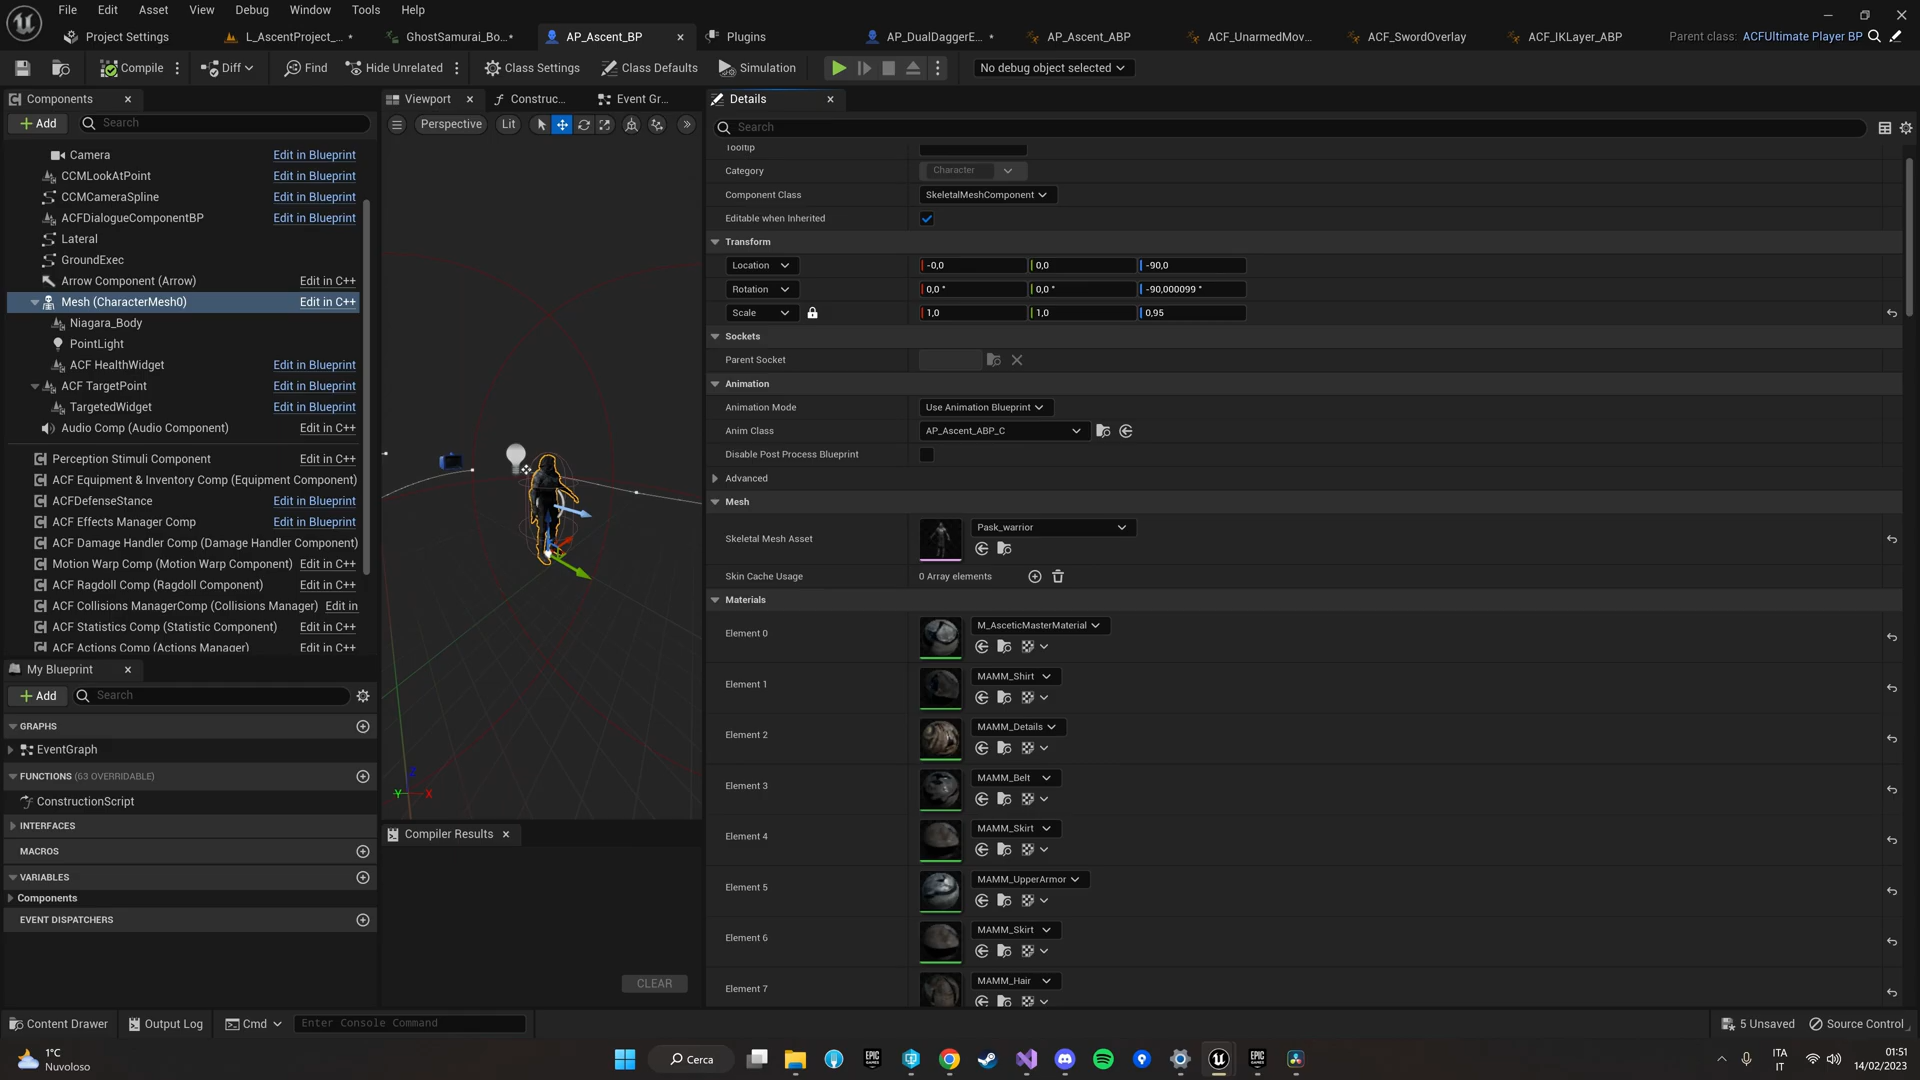 File Edit Asset View Debug Window Tools Help
Project Settings L_AscentProject_... * GhostSamurai_Bo...* AP_Ascent_BP Plugins AP_DualDaggerE... * AP_Ascent_ABP ACF_UnarmedMov... ACF_SwordOverlay ACF_IKLayer_ABP Parent class: ACFUltimate Player BP
Compile Diff Find Hide Unrelated Class Settings Class Defaults Simulation No debug object selected
Components
Add Search
Camera Edit in Blueprint
CCMLookAtPoint Edit in Blueprint
CCMCameraSpline Edit in Blueprint
ACFDialogueComponentBP Edit in Blueprint
Lateral
GroundExec
Arrow Component (Arrow) Edit in C++
Mesh (CharacterMesh0) Edit in C++
Niagara_Body
PointLight
ACF HealthWidget Edit in Blueprint
ACF TargetPoint Edit in Blueprint
TargetedWidget Edit in Blueprint
Audio Comp (Audio Component) Edit in C++
Perception Stimuli Component Edit in C++
ACF Equipment & Inventory Comp (Equipment Component)
ACFDefenseStance Edit in Blueprint
ACF Effects Manager Comp Edit in Blueprint
ACF Damage Handler Comp (Damage Handler Component)
Motion Warp Comp (Motion Warp Component) Edit in C++
ACF Ragdoll Comp (Ragdoll Component) Edit in C++
ACF Collisions ManagerComp (Collisions Manager) Edit in
ACF Statistics Comp (Statistic Component) Edit in C++
ACF Actions Comp (Actions Manager) Edit in C++
My Blueprint
Add Search
GRAPHS
EventGraph
FUNCTIONS (63 OVERRIDABLE)
ConstructionScript
INTERFACES
MACROS
VARIABLES
Components
EVENT DISPATCHERS
Viewport Construc... Event Gr...
Perspective Lit
Z
Y X
Compiler Results
CLEAR
Details
Search
Tooltip
Category Character
Component Class SkeletalMeshComponent
Editable when Inherited
Transform
Location -0,0 0,0 -90,0
Rotation 0,0 ° 0,0 ° -90,000099 °
Scale 1,0 1,0 0,95
Sockets
Parent Socket
Animation
Animation Mode Use Animation Blueprint
Anim Class AP_Ascent_ABP_C
Disable Post Process Blueprint
Advanced
Mesh
Skeletal Mesh Asset Pask_warrior
Skin Cache Usage 0 Array elements
Materials
Element 0 M_AsceticMasterMaterial
Element 1 MAMM_Shirt
Element 2 MAMM_Details
Element 3 MAMM_Belt
Element 4 MAMM_Skirt
Element 5 MAMM_UpperArmor
Element 6 MAMM_Skirt
Element 7 MAMM_Hair
Content Drawer Output Log Cmd Enter Console Command 5 Unsaved Source Control
1°C
Nuvoloso
Cerca
EPIC GAMES
EPIC GAMES
ITA
IT
01:51
14/02/2023